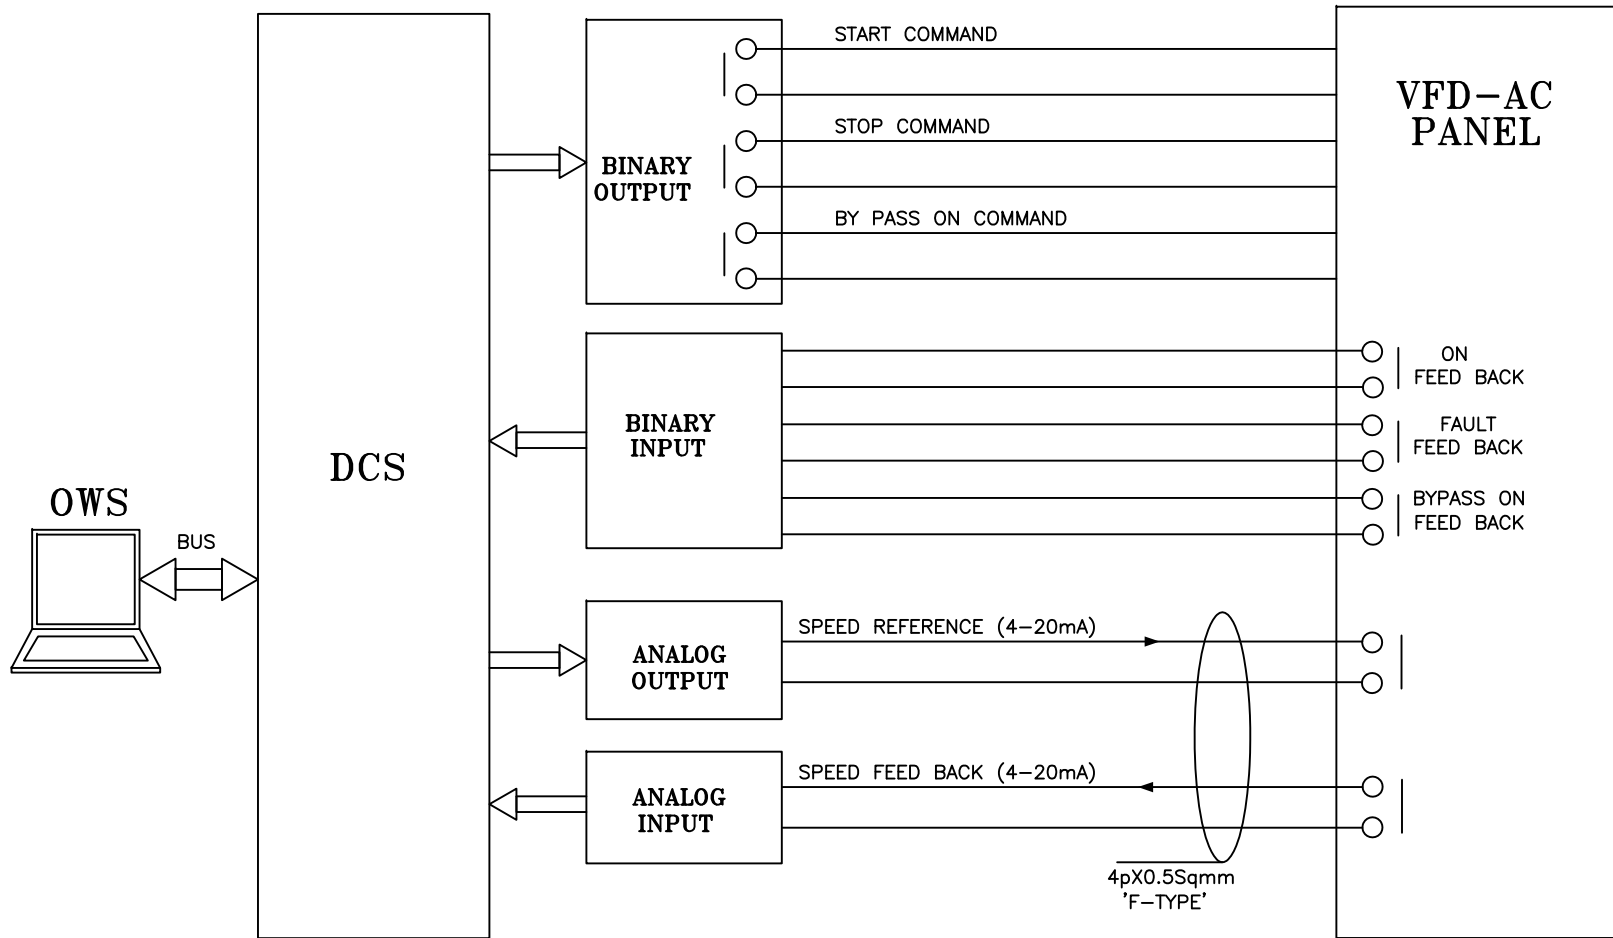 START COMMAND
STOP COMMAND
BY PASS ON COMMAND
BINARY
OUTPUT
VFD-AC
PANEL
BINARY
INPUT
ON
FEED BACK
FAULT
FEED BACK
BYPASS ON
FEED BACK
DCS
OWS
BUS
ANALOG
OUTPUT
SPEED REFERENCE (4-20mA)
ANALOG
INPUT
SPEED FEED BACK (4-20mA)
4pX0.5Sqmm
'F-TYPE'